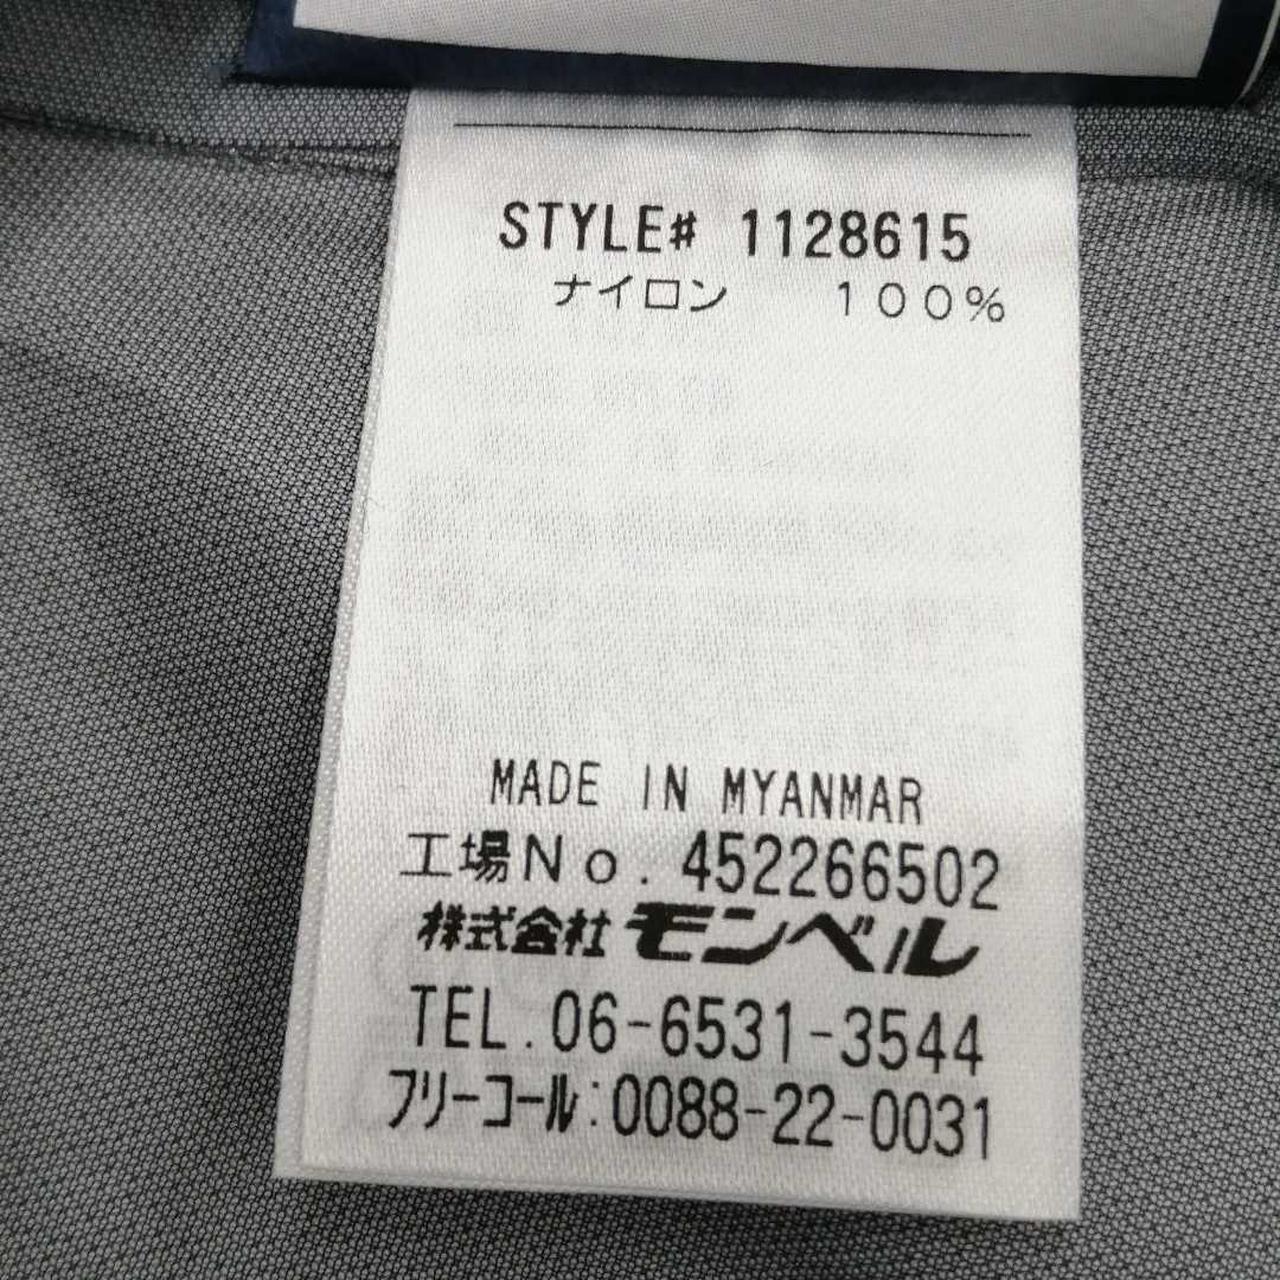 STYLE# 1128615
ナイロン 100%
MADE IN MYANMAR
工場No.452266502
株式会社モンベル
TEL.06-6531-3544
フリーコール:0088-22-0031